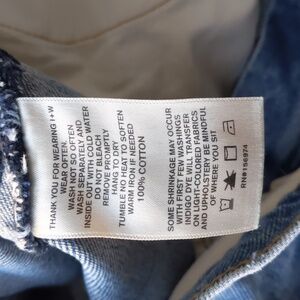 THANK YOU FOR WEARING I+W
WEAR OFTEN.
WASH NOT SO OFTEN
WASH SEPARATELY AND
INSIDE OUT WITH COLD WATER
DO NOT BLEACH
REMOVE PROMPTLY
HANG TO DRY
TUMBLE NO HEAT TO SOFTEN
WARM IRON IF NEEDED
100% COTTON
SOME SHRINKAGE MAY OCCUR
WITH FIRST FEW WASHINGS
INDIGO DYE WILL TRANSFER
ON LIGHT-COLORED FABRICS
AND UPHOLSTERY BE MINDFUL
OF WHERE YOU SIT
RN#156974